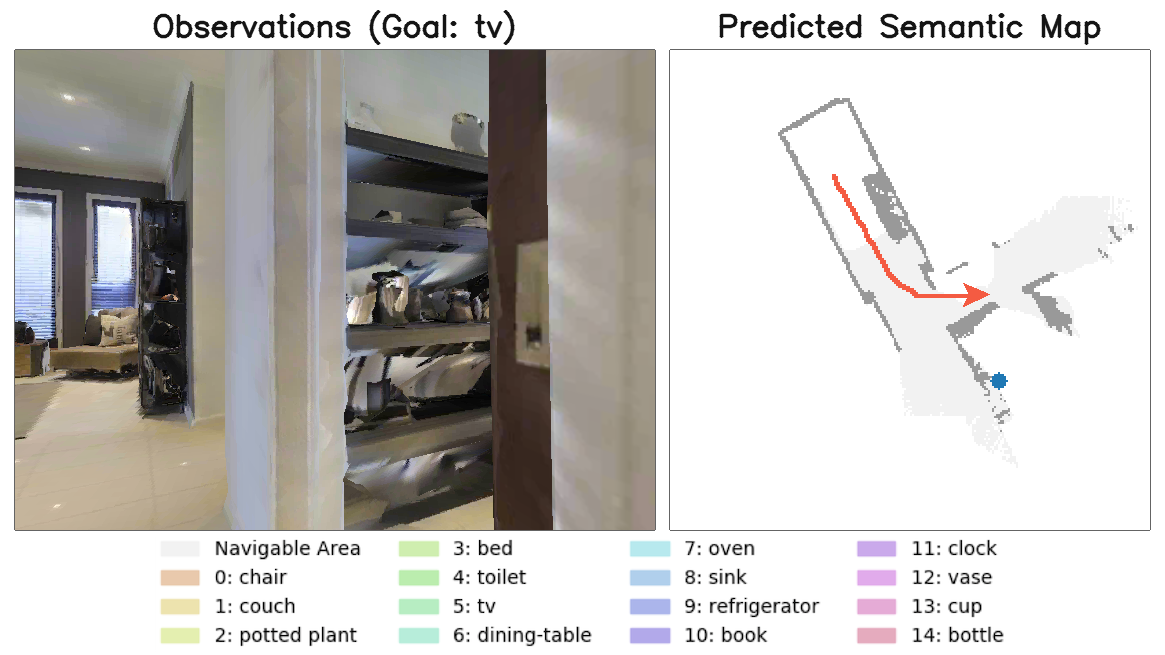 Observations (Goal: tv)
Predicted Semantic Map
Navigable Area
0: chair
1: couch
2: potted plant
3: bed
4: toilet
5: tv
6: dining-table
7: oven
8: sink
9: refrigerator
10: book
11: clock
12: vase
13: cup
14: bottle